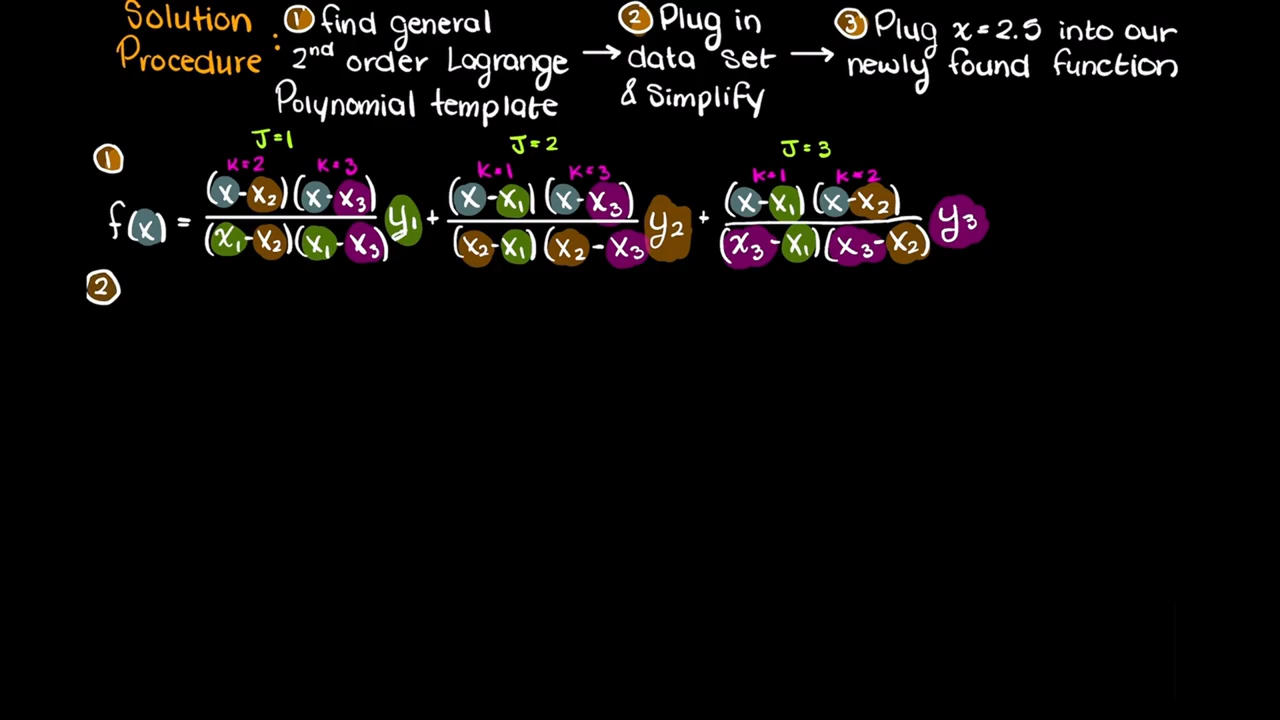 Solution Procedure:
① find general 2nd order Lagrange Polynomial template → ② Plug in data set & Simplify → ③ Plug x=2.5 into our newly found function
①
J=1 J=2 J=3
K=2 K=3 K=1 K=3 K=1 K=2
f(x) = (x-x₂)(x-x₃)/(x₁-x₂)(x₁-x₃) y₁ + (x-x₁)(x-x₃)/(x₂-x₁)(x₂-x₃) y₂ + (x-x₁)(x-x₂)/(x₃-x₁)(x₃-x₂) y₃
②